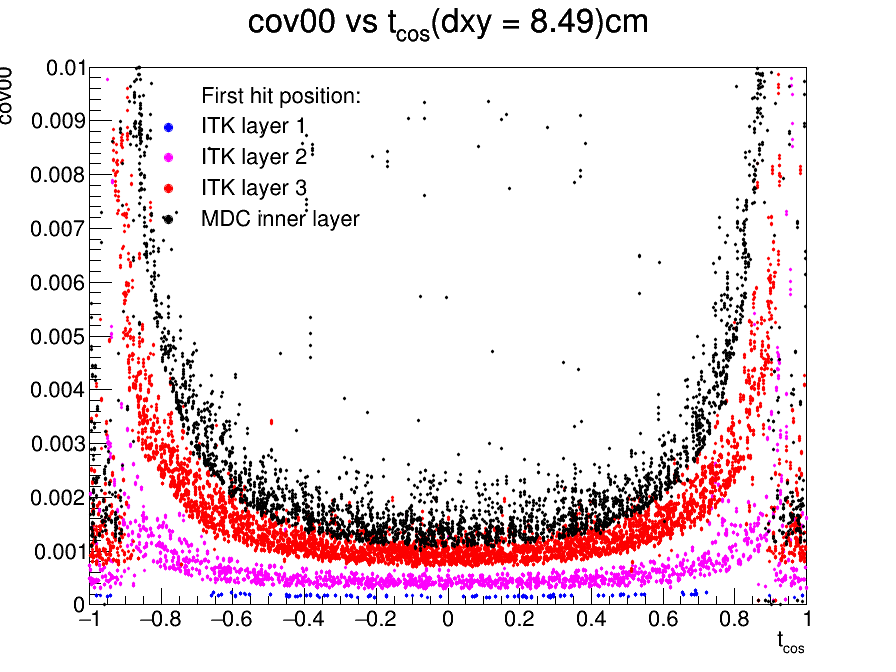 cov00 vs tcos(dxy = 8.49)cm
cov00
0.01
0.009
0.008
0.007
0.006
0.005
0.004
0.003
0.002
0.001
0
First hit position:
ITK layer 1
ITK layer 2
ITK layer 3
MDC inner layer
−1 −0.8 −0.6 −0.4 −0.2 0 0.2 0.4 0.6 0.8 1
tcos